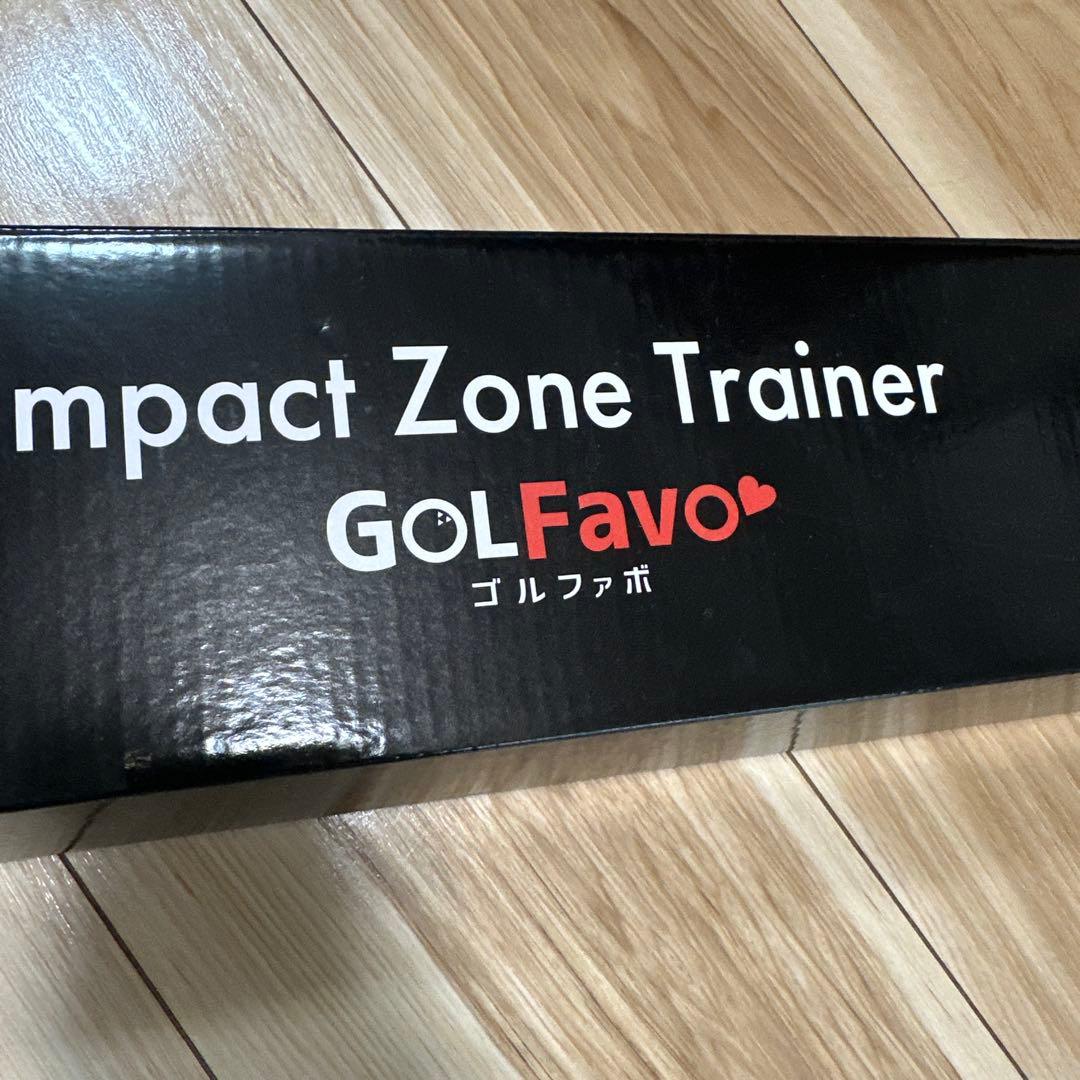 mpact Zone Trainer
GOLFavo
ゴルファボ